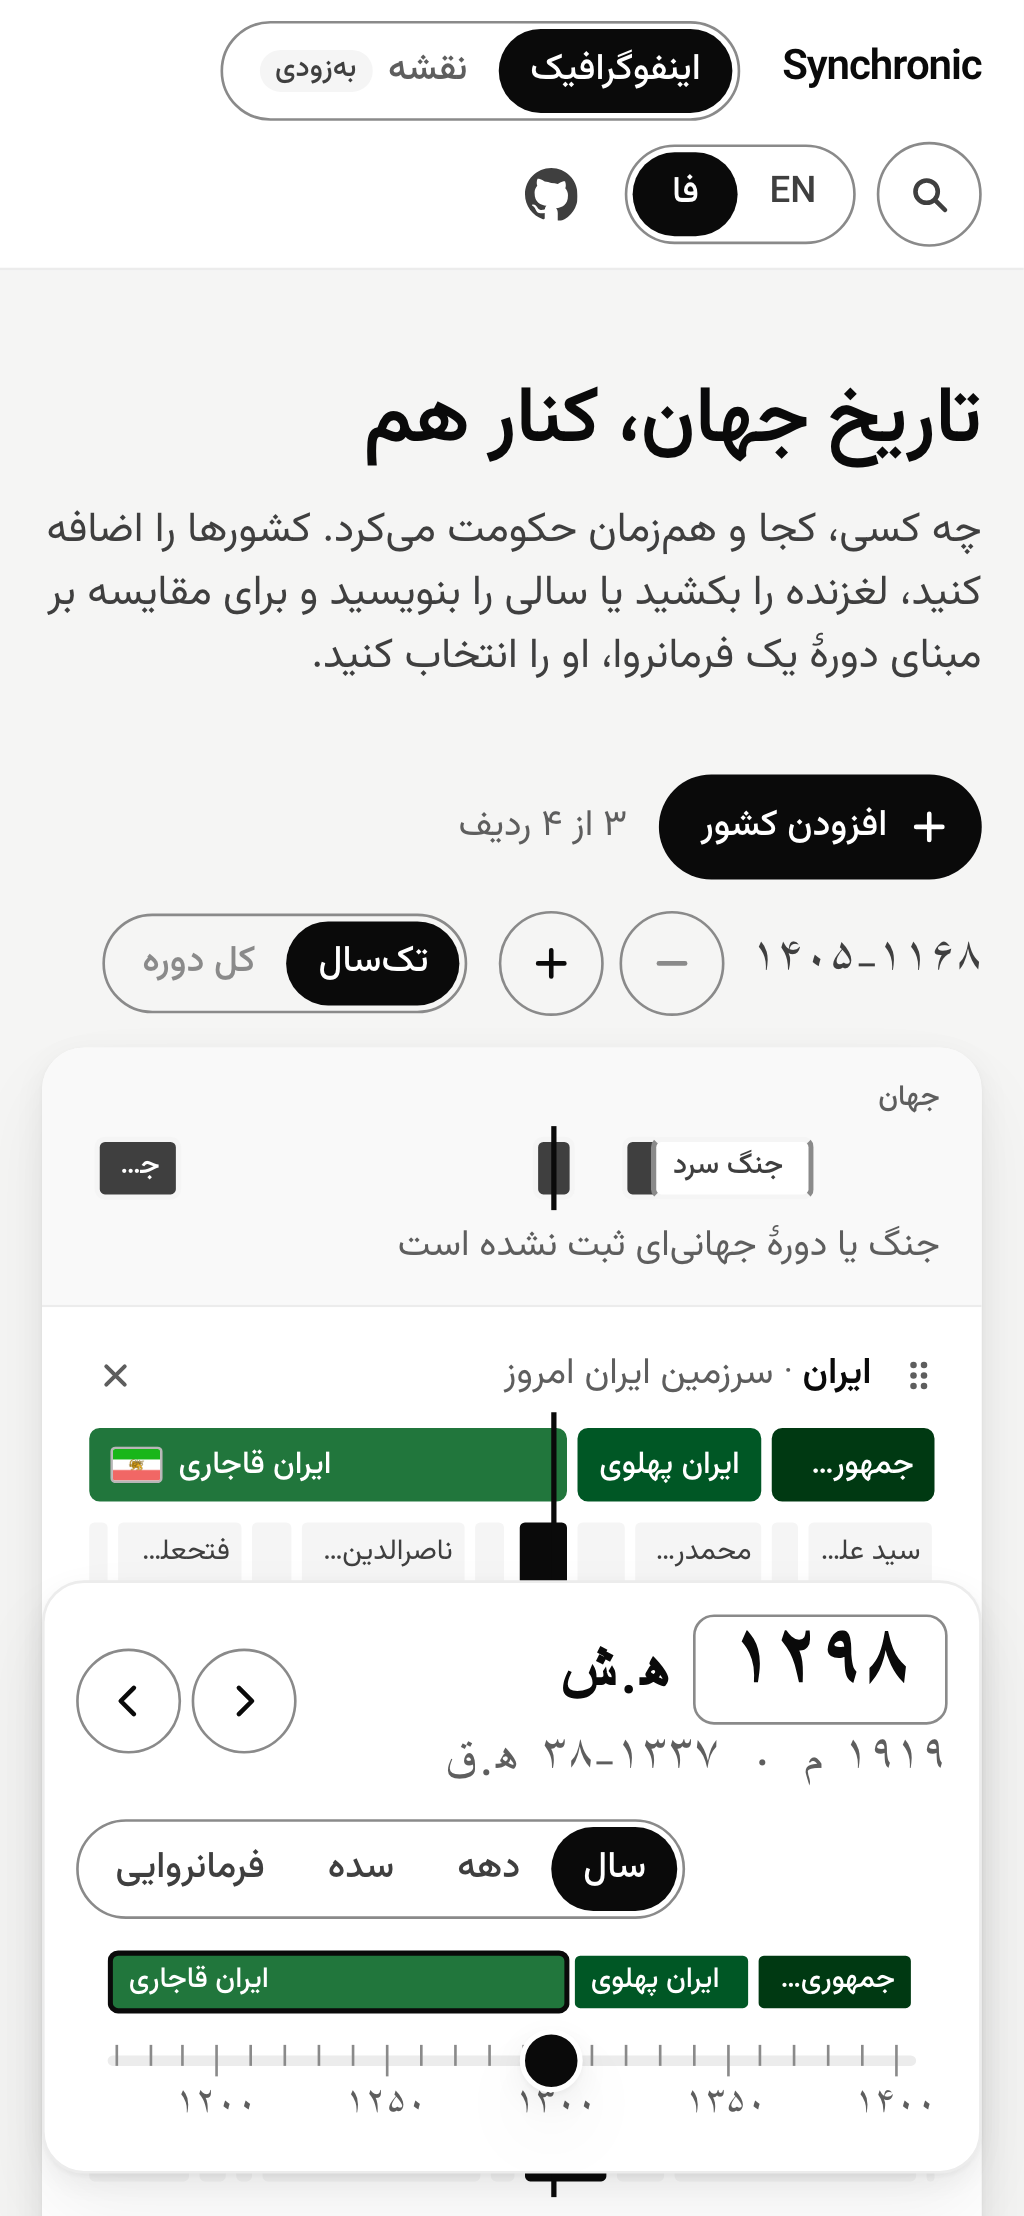 Synchronic
اینفوگرافیک
نقشه به‌زودی
EN فا
تاریخ جهان، کنار هم
چه کسی، کجا و هم‌زمان حکومت می‌کرد. کشورها را اضافه
کنید، لغزنده را بکشید یا سالی را بنویسید و برای مقایسه بر
مبنای دورهٔ یک فرمانروا، او را انتخاب کنید.
+ افزودن کشور
۳ از ۴ ردیف
۱۱۶۸–۱۴۰۵
تک‌سال کل دوره
جهان
جنگ سرد
ج...
جنگ یا دورهٔ جهانی‌ای ثبت نشده است
ایران · سرزمین ایران امروز
جمهور... ایران پهلوی ایران قاجاری
سید عل... محمدر... ناصرالدین... فتحعل...
۱۲۹۸ ه.ش
۱۹۱۹ م · ۱۳۳۷–۳۸ ه.ق
سال دهه سده فرمانروایی
جمهوری... ایران پهلوی ایران قاجاری
۱۲۰۰ ۱۲۵۰ ۱۳۰۰ ۱۳۵۰ ۱۴۰۰